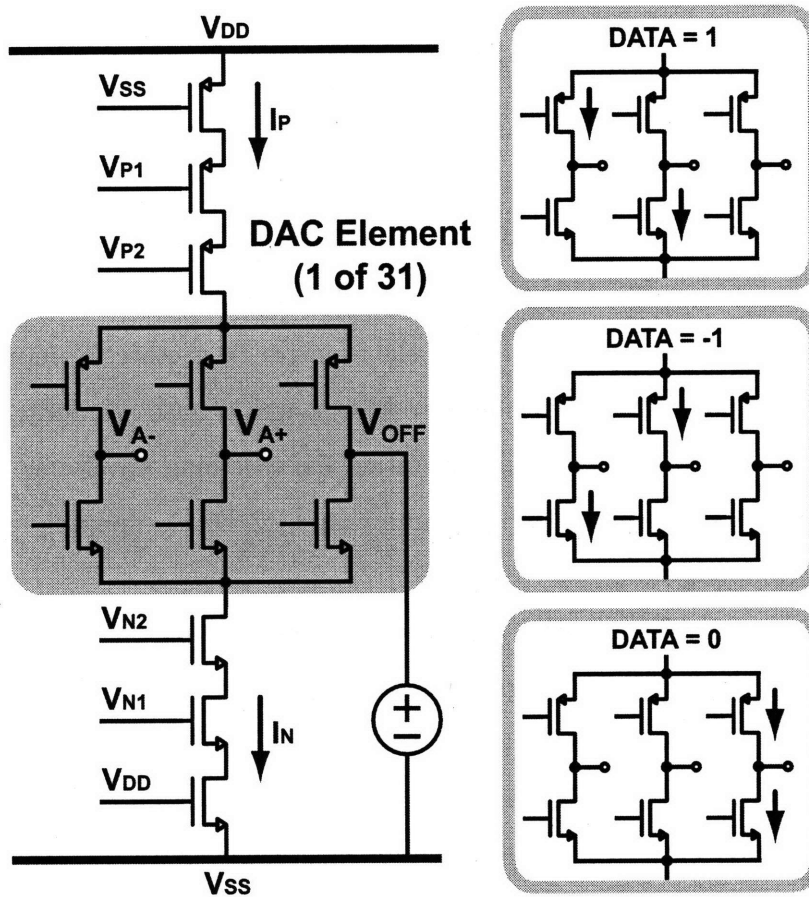 VDD
VSS
IP
VP1
VP2
DAC Element
(1 of 31)
VA-
VA+
VOFF
VN2
VN1
IN
VDD
+
−
VSS
DATA = 1
DATA = -1
DATA = 0